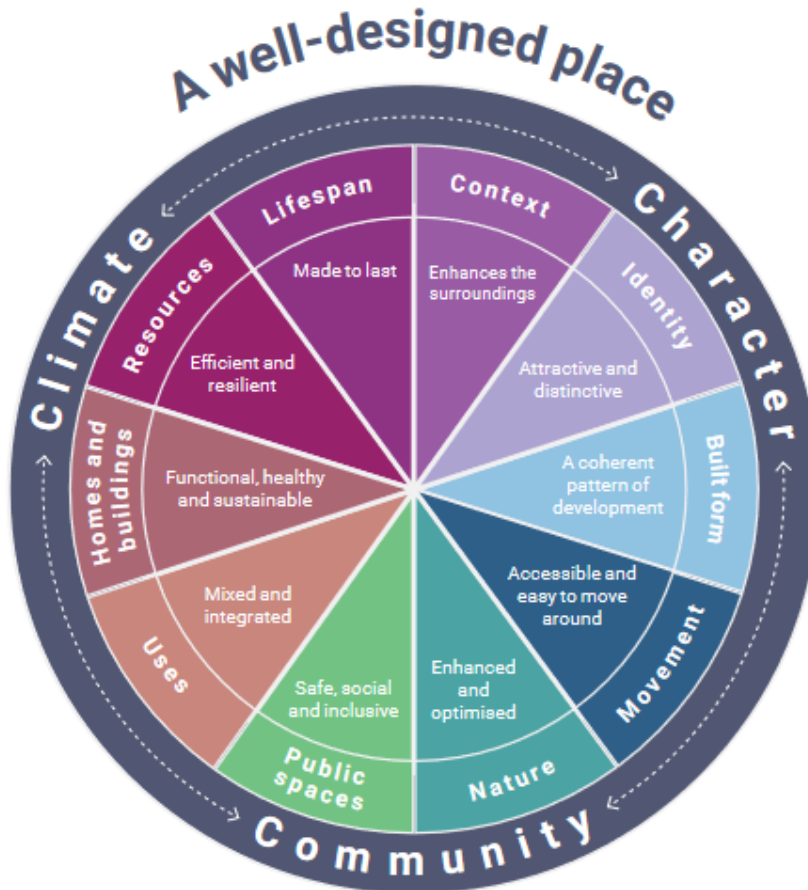 A well-designed place
Climate
Character
Community
Context
Enhances the
surroundings
Identity
Attractive and
distinctive
Built form
A coherent
pattern of
development
Movement
Accessible and
easy to move
around
Nature
Enhanced
and
optimised
Public
spaces
Safe, social
and inclusive
Uses
Mixed and
integrated
Homes and
buildings
Functional, healthy
and sustainable
Resources
Efficient and
resilient
Lifespan
Made to last